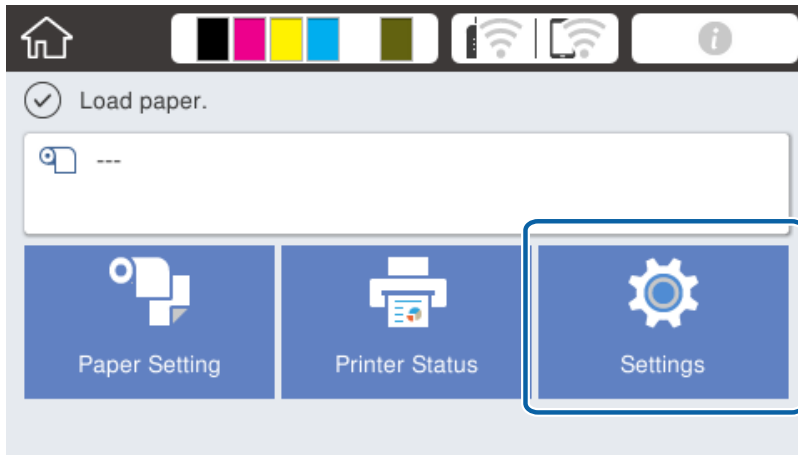 Load paper.
---
Paper Setting
Printer Status
Settings